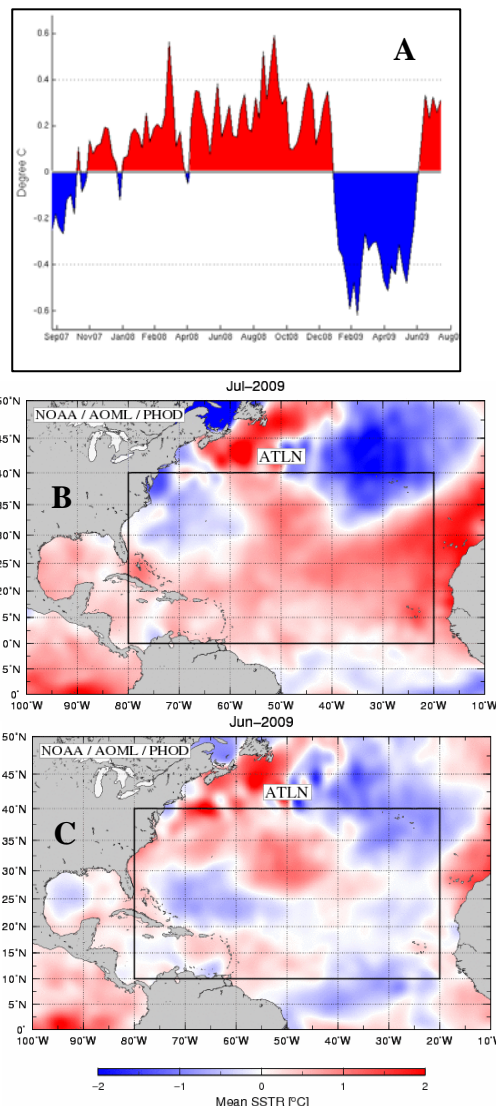 A
0.6
0.4
0.2
0
-0.2
-0.4
-0.6
Degree C
Sep07 Nov07 Jan08 Feb08 Apr08 Jun08 Aug08 Oct08 Dec08 Feb09 Apr09 Jun09 Aug0
Jul-2009
50°N
45°N
40°N
35°N
30°N
25°N
20°N
15°N
10°N
5°N
0°
NOAA / AOML / PHOD
ATLN
B
100°W 90°W 80°W 70°W 60°W 50°W 40°W 30°W 20°W 10°W
Jun-2009
50°N
45°N
40°N
35°N
30°N
25°N
20°N
15°N
10°N
5°N
0°
NOAA / AOML / PHOD
ATLN
C
100°W 90°W 80°W 70°W 60°W 50°W 40°W 30°W 20°W 10°W
-2 -1 0 1 2
Mean SSTR [°C]